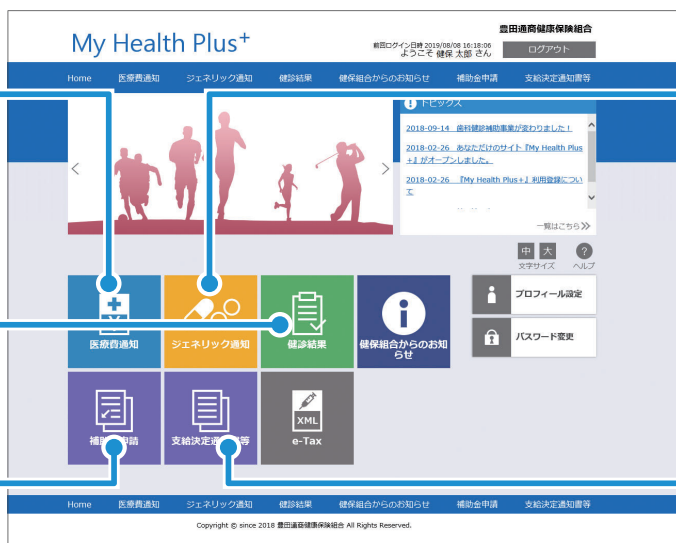 豊田通商健康保険組合
My Health Plus+
前回ログイン日時 2019/08/08 16:18:06
ようこそ 健保 太郎 さん
ログアウト
Home 医療費通知 ジェネリック通知 健診結果 健保組合からのお知らせ 補助金申請 支給決定通知書等
トピックス
2018-09-14 歯科健診補助事業が変わりました!
2018-02-26 あなただけのサイト『My Health Plus
+』がオープンしました。
2018-02-26 『My Health Plus+』利用登録につい
て
一覧はこちら
中 大 ?
文字サイズ ヘルプ
医療費通知
ジェネリック通知
健診結果
健保組合からのお知
らせ
プロフィール設定
パスワード変更
補 申請
支給決定通 等
XML
e-Tax
Home 医療費通知 ジェネリック通知 健診結果 健保組合からのお知らせ 補助金申請 支給決定通知書等
Copyright © since 2018 豊田通商健康保険組合 All Rights Reserved.